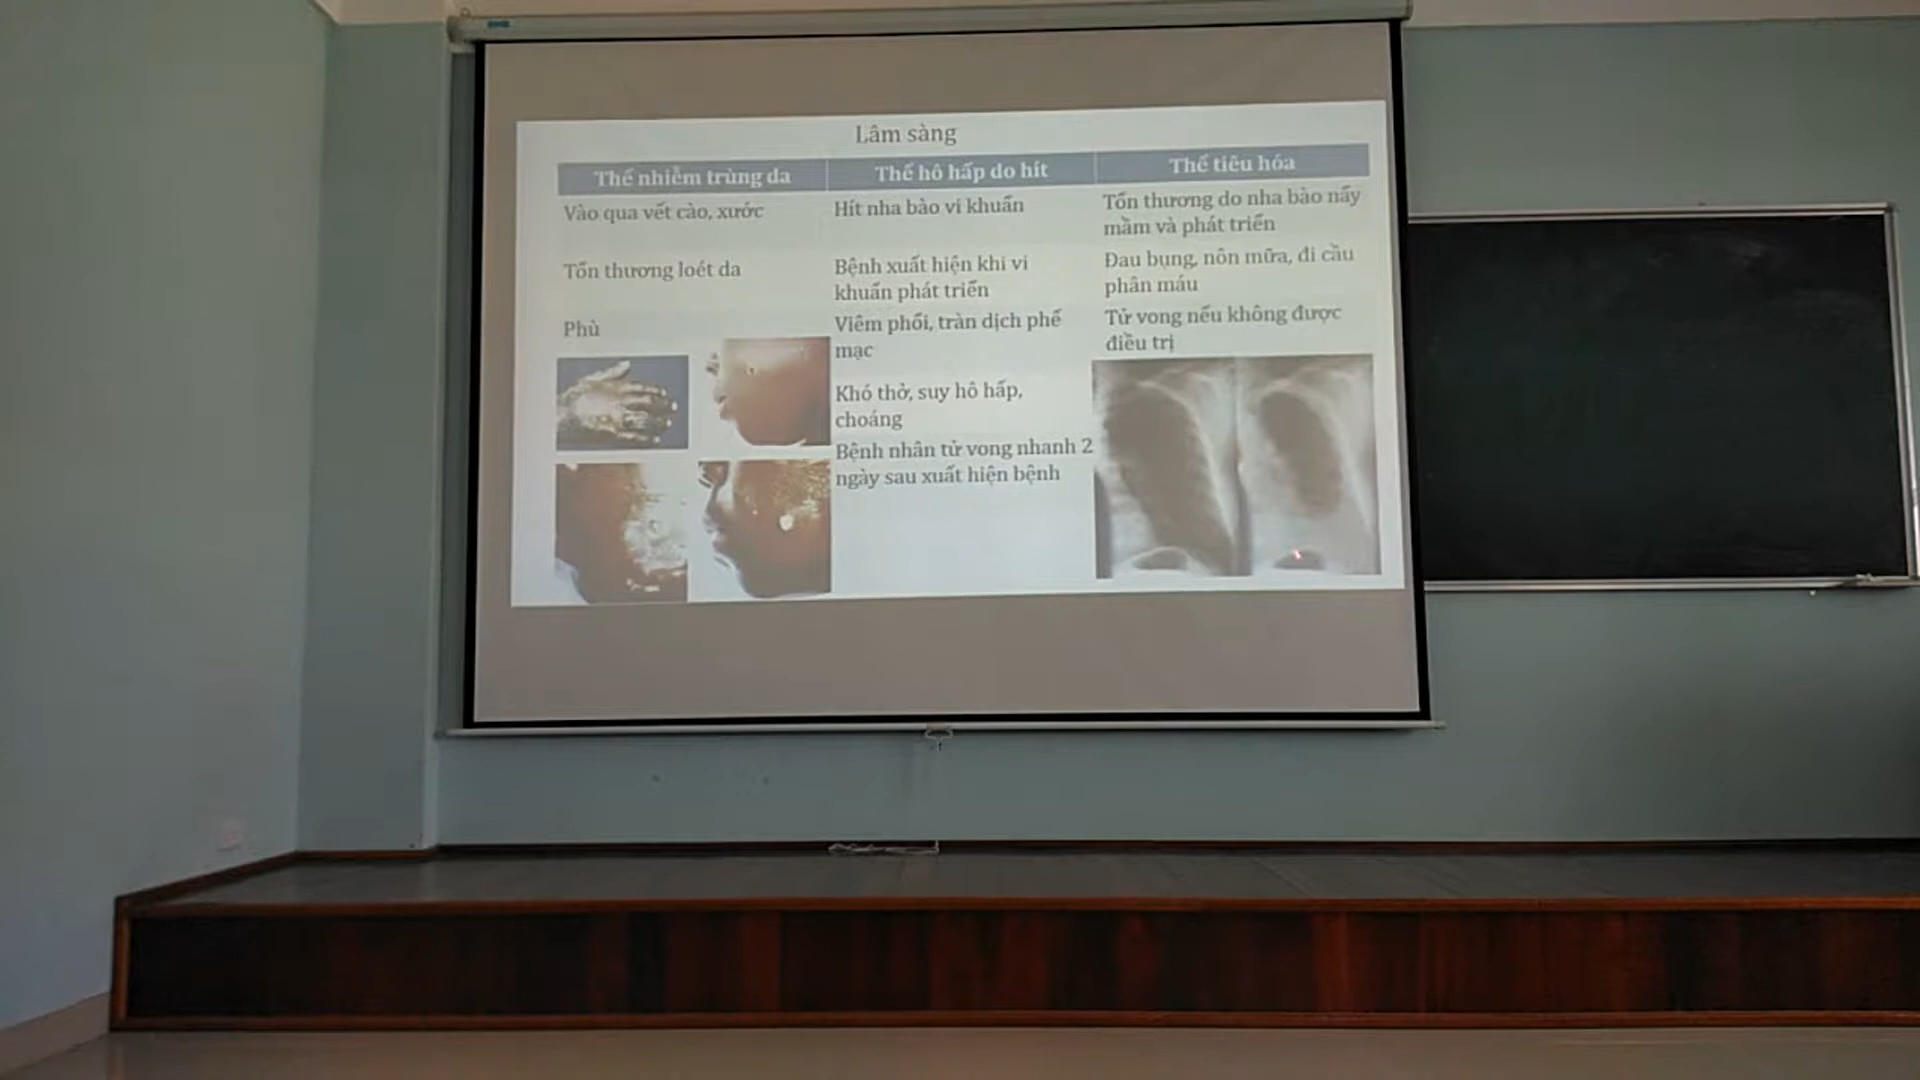 Lâm sàng
Thể nhiễm trùng da
Thể hô hấp do hít
Thể tiêu hóa
Vào qua vết cào, xước
Hít nha bào vi khuẩn
Tổn thương do nha bào nẩy
mầm và phát triển
Tổn thương loét da
Bệnh xuất hiện khi vi
khuẩn phát triển
Đau bụng, nôn mữa, đi cầu
phân máu
Phù
Viêm phổi, tràn dịch phế
mạc
Tử vong nếu không được
điều trị
Khó thở, suy hô hấp,
choáng
Bệnh nhân tử vong nhanh 2
ngày sau xuất hiện bệnh